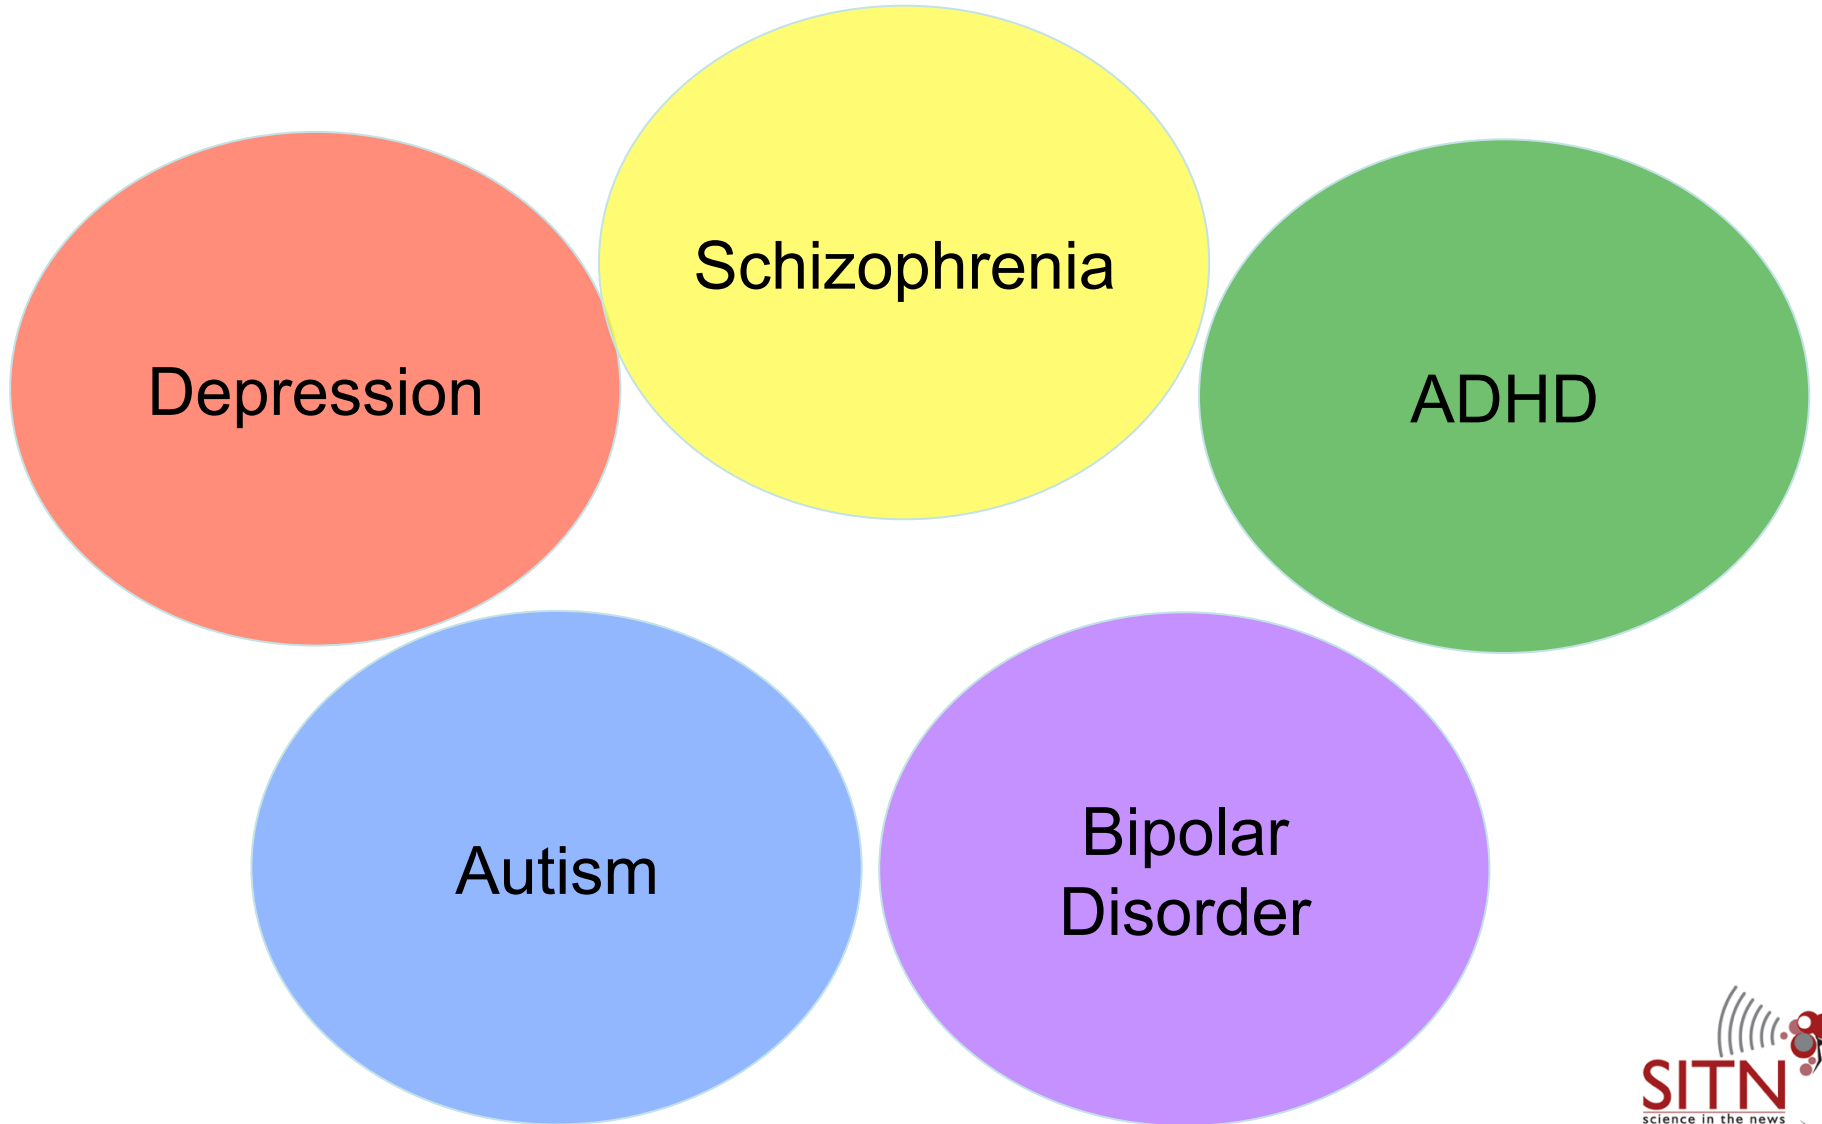 Schizophrenia
Depression
ADHD
Autism
Bipolar
Disorder
SITN
science in the news